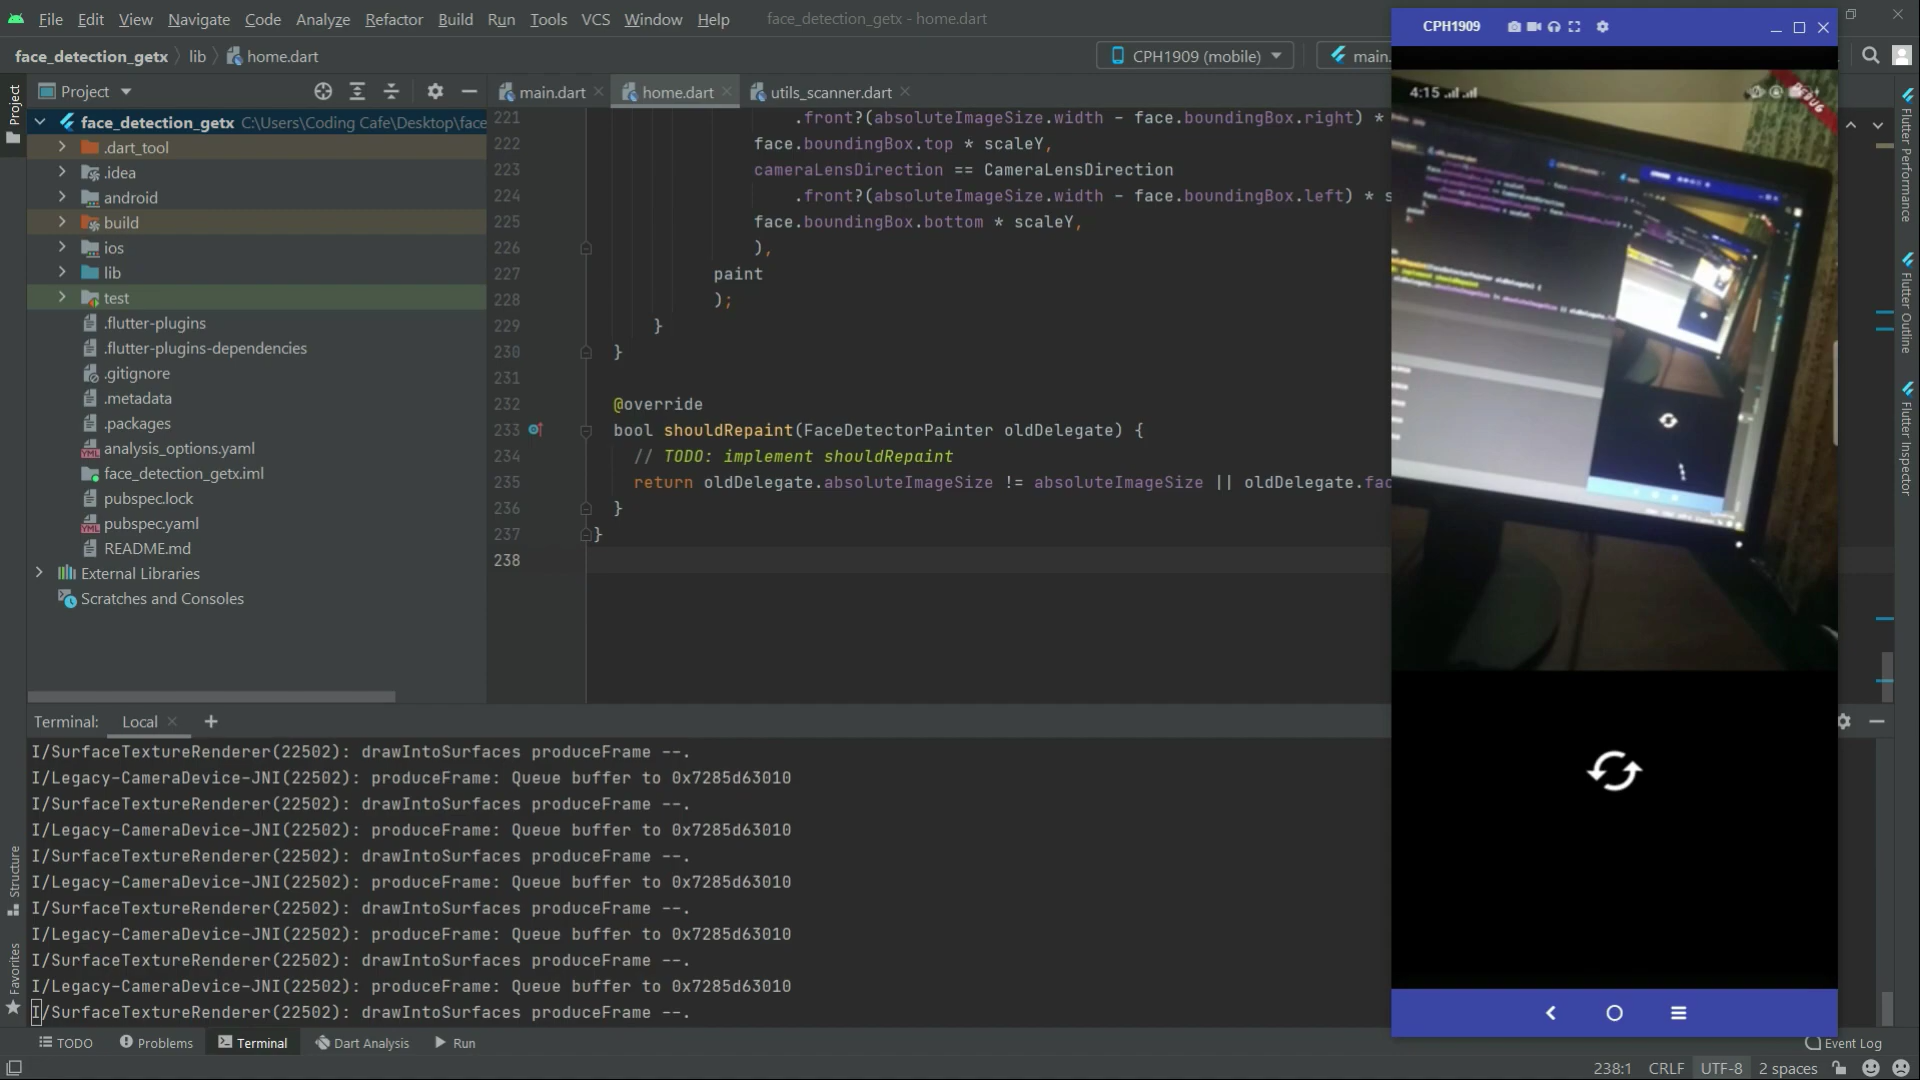 File Edit View Navigate Code Analyze Refactor Build Run Tools VCS Window Help face_detection_getx - home.dart
face_detection_getx lib home.dart CPH1909 (mobile) main.
Project
main.dart home.dart utils_scanner.dart
face_detection_getx C:\Users\Coding Cafe\Desktop\face
.dart_tool
.idea
android
build
ios
lib
test
.flutter-plugins
.flutter-plugins-dependencies
.gitignore
.metadata
.packages
analysis_options.yaml
face_detection_getx.iml
pubspec.lock
pubspec.yaml
README.md
External Libraries
Scratches and Consoles
221 .front?(absoluteImageSize.width - face.boundingBox.right) *
222 face.boundingBox.top * scaleY,
223 cameraLensDirection == CameraLensDirection
224 .front?(absoluteImageSize.width - face.boundingBox.left) * s
225 face.boundingBox.bottom * scaleY,
226 ),
227 paint
228 );
229 }
230 }
231
232 @override
233 bool shouldRepaint(FaceDetectorPainter oldDelegate) {
234 // TODO: implement shouldRepaint
235 return oldDelegate.absoluteImageSize != absoluteImageSize || oldDelegate.fac
236 }
237 }
238
CPH1909
4:15
DEBUG
Project
Structure
Favorites
Flutter Performance
Flutter Outline
Flutter Inspector
Terminal: Local +
I/SurfaceTextureRenderer(22502): drawIntoSurfaces produceFrame --.
I/Legacy-CameraDevice-JNI(22502): produceFrame: Queue buffer to 0x7285d63010
I/SurfaceTextureRenderer(22502): drawIntoSurfaces produceFrame --.
I/Legacy-CameraDevice-JNI(22502): produceFrame: Queue buffer to 0x7285d63010
I/SurfaceTextureRenderer(22502): drawIntoSurfaces produceFrame --.
I/Legacy-CameraDevice-JNI(22502): produceFrame: Queue buffer to 0x7285d63010
I/SurfaceTextureRenderer(22502): drawIntoSurfaces produceFrame --.
I/Legacy-CameraDevice-JNI(22502): produceFrame: Queue buffer to 0x7285d63010
I/SurfaceTextureRenderer(22502): drawIntoSurfaces produceFrame --.
I/Legacy-CameraDevice-JNI(22502): produceFrame: Queue buffer to 0x7285d63010
I/SurfaceTextureRenderer(22502): drawIntoSurfaces produceFrame --.
TODO Problems Terminal Dart Analysis Run Event Log
238:1 CRLF UTF-8 2 spaces